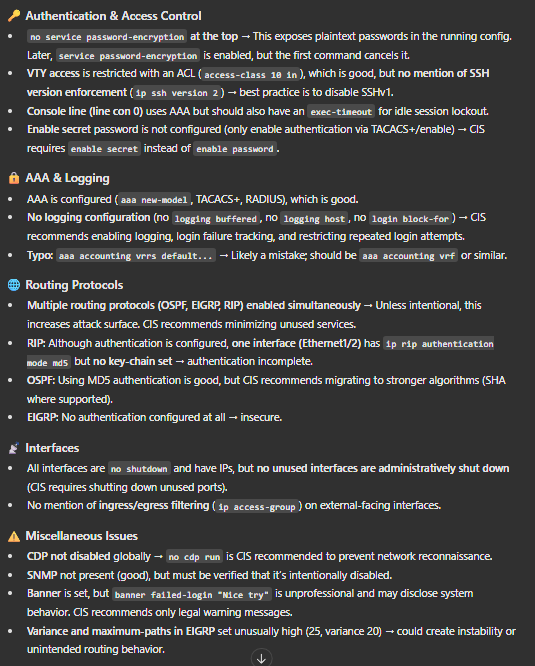 🔑 Authentication & Access Control
• no service password-encryption at the top → This exposes plaintext passwords in the running config.
Later, service password-encryption is enabled, but the first command cancels it.
• VTY access is restricted with an ACL (access-class 10 in), which is good, but no mention of SSH
version enforcement (ip ssh version 2) → best practice is to disable SSHv1.
• Console line (line con 0) uses AAA but should also have an exec-timeout for idle session lockout.
• Enable secret password is not configured (only enable authentication via TACACS+/enable) → CIS
requires enable secret instead of enable password.
🔒 AAA & Logging
• AAA is configured (aaa new-model, TACACS+, RADIUS), which is good.
• No logging configuration (no logging buffered, no logging host, no login block-for) → CIS
recommends enabling logging, login failure tracking, and restricting repeated login attempts.
• Typo: aaa accounting vrrs default... → Likely a mistake; should be aaa accounting vrf or similar.
🌐 Routing Protocols
• Multiple routing protocols (OSPF, EIGRP, RIP) enabled simultaneously → Unless intentional, this
increases attack surface. CIS recommends minimizing unused services.
• RIP: Although authentication is configured, one interface (Ethernet1/2) has ip rip authentication
mode md5 but no key-chain set → authentication incomplete.
• OSPF: Using MD5 authentication is good, but CIS recommends migrating to stronger algorithms (SHA
where supported).
• EIGRP: No authentication configured at all → insecure.
📡 Interfaces
• All interfaces are no shutdown and have IPs, but no unused interfaces are administratively shut down
(CIS requires shutting down unused ports).
• No mention of ingress/egress filtering (ip access-group) on external-facing interfaces.
⚠️ Miscellaneous Issues
• CDP not disabled globally → no cdp run is CIS recommended to prevent network reconnaissance.
• SNMP not present (good), but must be verified that it's intentionally disabled.
• Banner is set, but banner failed-login "Nice try" is unprofessional and may disclose system
behavior. CIS recommends only legal warning messages.
• Variance and maximum-paths in EIGRP set unusually high (25, variance 20) → could create instability or
unintended routing behavior.